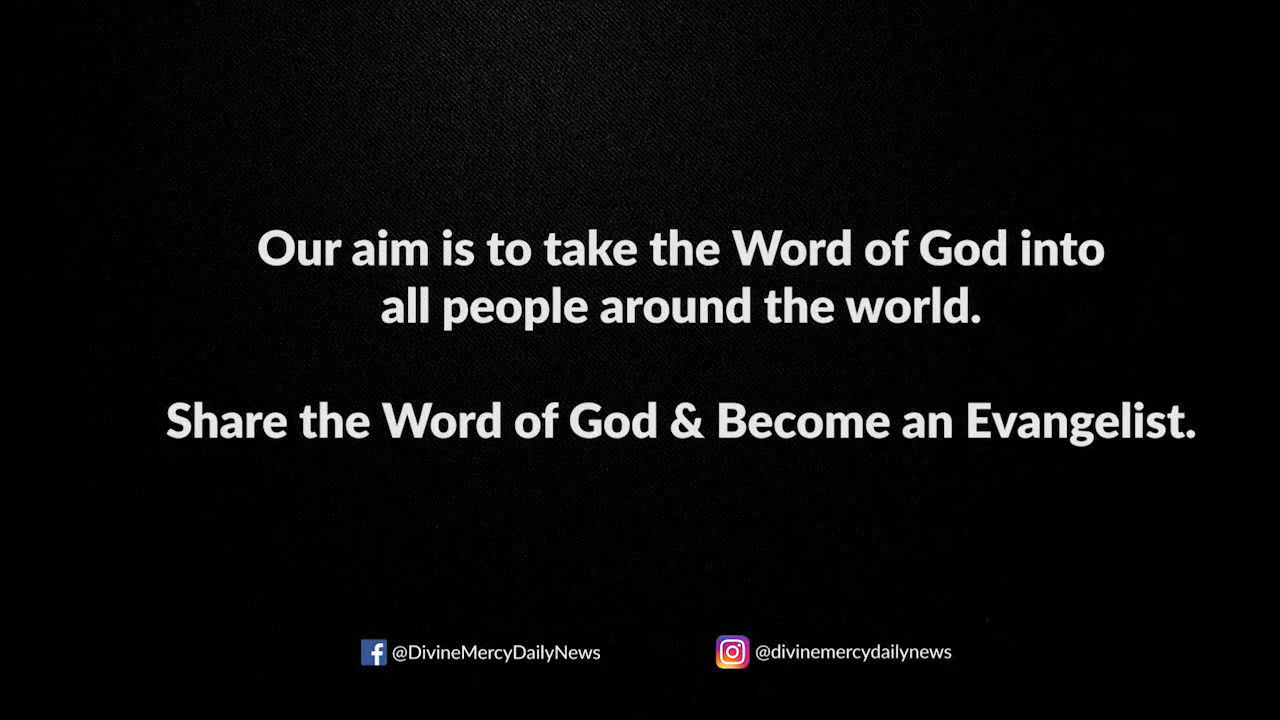 Our aim is to take the Word of God into
all people around the world.
Share the Word of God & Become an Evangelist.
@DivineMercyDailyNews
@divinemercydailynews